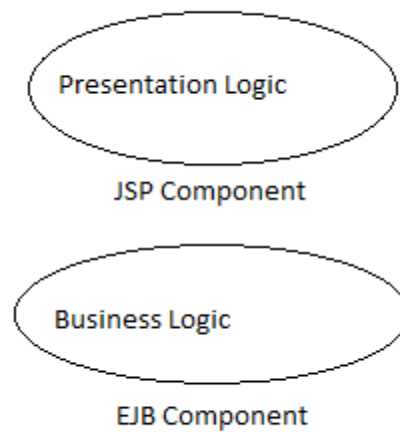 Presentation Logic
JSP Component
Business Logic
EJB Component